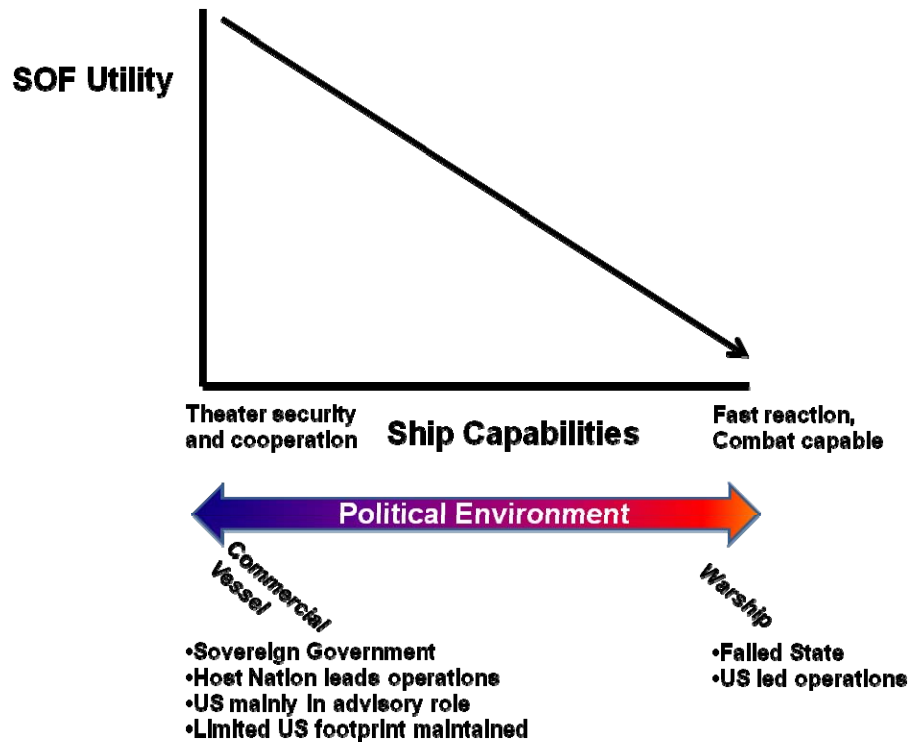 SOF Utility
Theater security
and cooperation
Ship Capabilities
Fast reaction,
Combat capable
Political Environment
Commercial
Vessel
Warship
•Sovereign Government
•Host Nation leads operations
•US mainly in advisory role
•Limited US footprint maintained
•Failed State
•US led operations